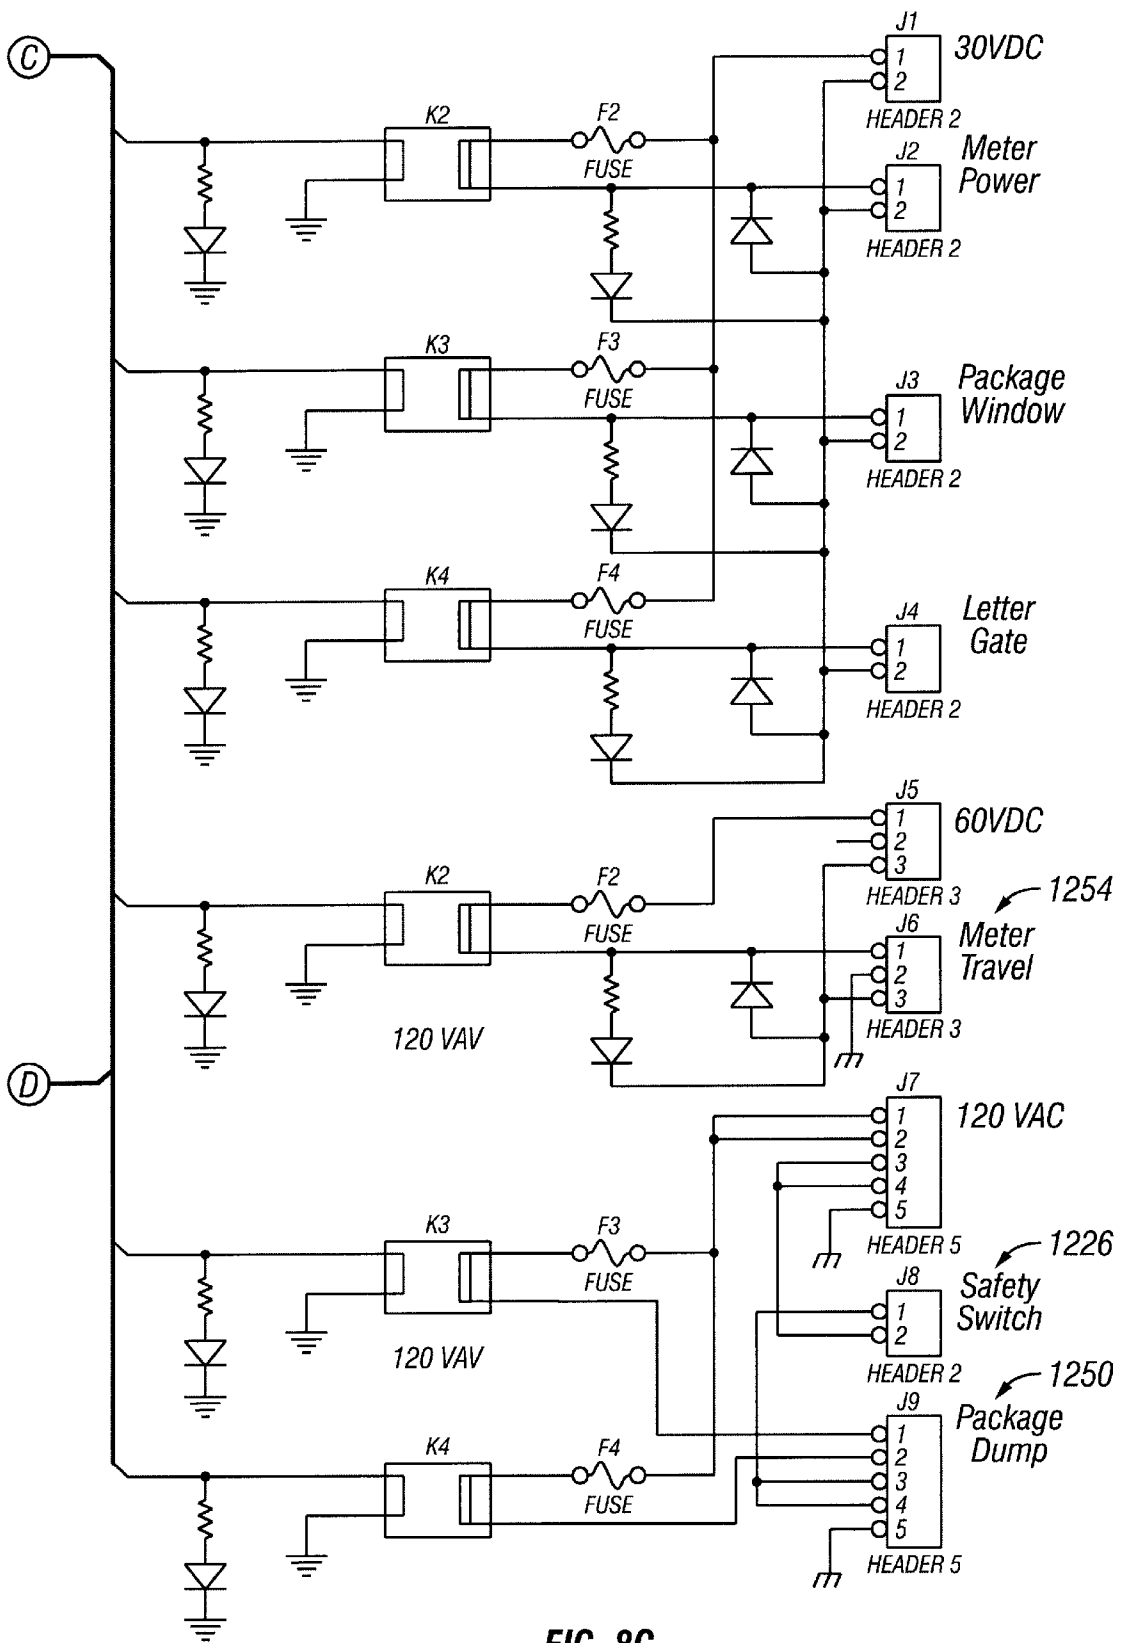 C
J1
1
2
30VDC
HEADER 2
K2
F2
FUSE
J2
1
2
Meter
Power
HEADER 2
K3
F3
FUSE
J3
1
2
Package
Window
HEADER 2
K4
F4
FUSE
J4
1
2
Letter
Gate
HEADER 2
J5
1
2
3
60VDC
HEADER 3
1254
K2
F2
FUSE
J6
1
2
3
Meter
Travel
HEADER 3
120 VAV
D
J7
1
2
3
4
5
120 VAC
HEADER 5
1226
K3
F3
FUSE
J8
1
2
Safety
Switch
HEADER 2
120 VAV
1250
J9
1
2
3
4
5
Package
Dump
HEADER 5
K4
F4
FUSE
FIG. 8C